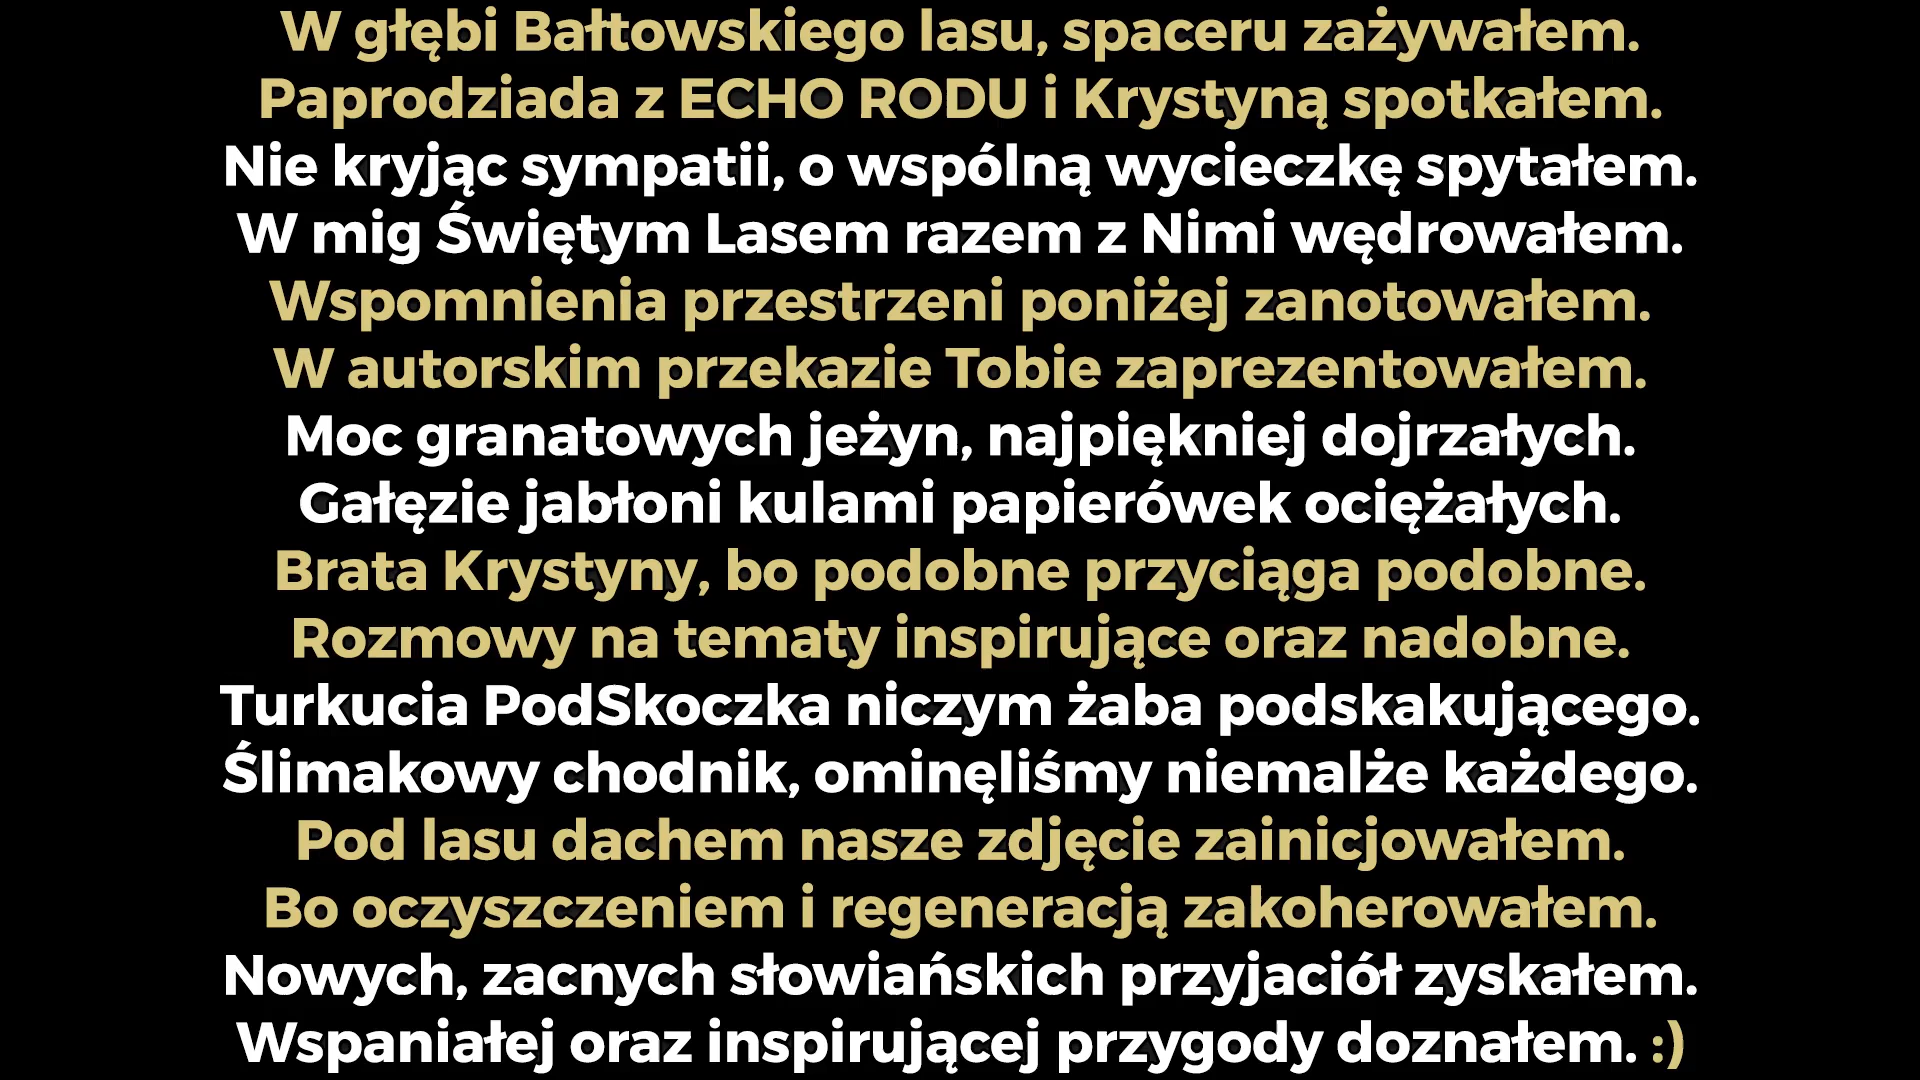 W głębi Bałtowskiego lasu, spaceru zażywałem.
Paprodziada z ECHO RODU i Krystyną spotkałem.
Nie kryjąc sympatii, o wspólną wycieczkę spytałem.
W mig Świętym Lasem razem z Nimi wędrowałem.
Wspomnienia przestrzeni poniżej zanotowałem.
W autorskim przekazie Tobie zaprezentowałem.
Moc granatowych jeżyn, najpiękniej dojrzałych.
Gałęzie jabłoni kulami papierówek ociężałych.
Brata Krystyny, bo podobne przyciąga podobne.
Rozmowy na tematy inspirujące oraz nadobne.
Turkucia PodSkoczka niczym żaba podskakującego.
Ślimakowy chodnik, ominęliśmy niemalże każdego.
Pod lasu dachem nasze zdjęcie zainicjowałem.
Bo oczyszczeniem i regeneracją zakoherowałem.
Nowych, zacnych słowiańskich przyjaciół zyskałem.
Wspaniałej oraz inspirującej przygody doznałem. :)